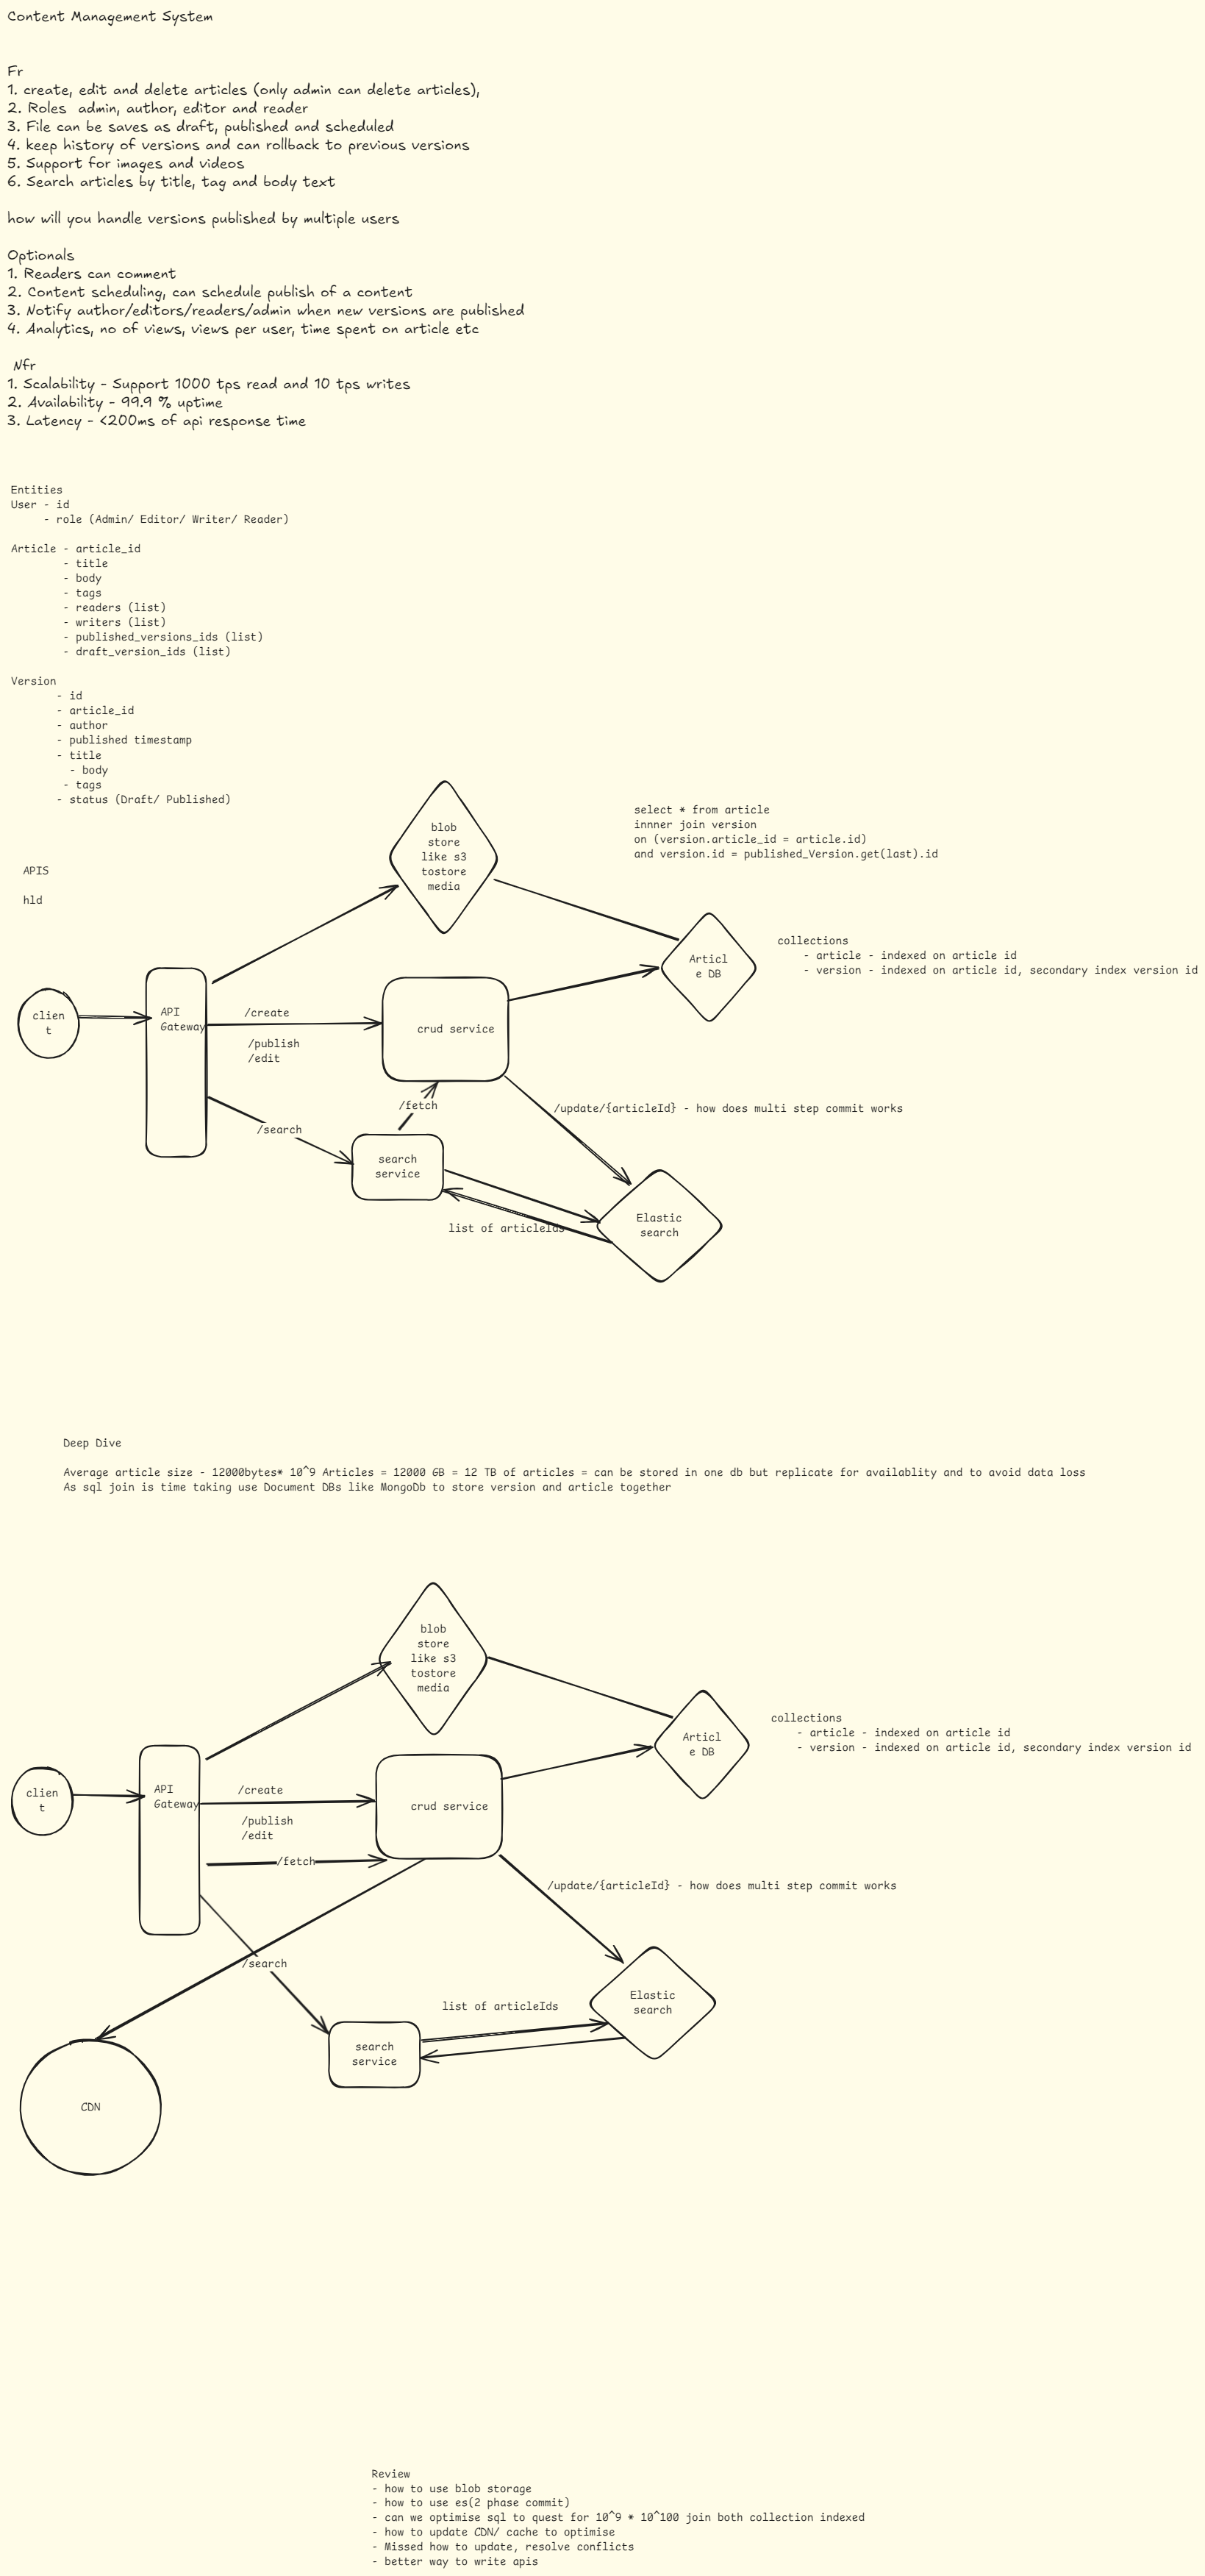 Content Management System
Fr
1. create, edit and delete articles (only admin can delete articles),
2. Roles  admin, author, editor and reader
3. File can be saves as draft, published and scheduled
4. keep history of versions and can rollback to previous versions
5. Support for images and videos
6. Search articles by title, tag and body text
how will you handle versions published by multiple users
Optionals
1. Readers can comment
2. Content scheduling, can schedule publish of a content
3. Notify author/editors/readers/admin when new versions are published
4. Analytics, no of views, views per user, time spent on article etc
Nfr
1. Scalability - Support 1000 tps read and 10 tps writes
2. Availability - 99.9 % uptime
3. Latency - <200ms of api response time
Entities
User - id
- role (Admin/ Editor/ Writer/ Reader)
Article - article_id
- title
- body
- tags
- readers (list)
- writers (list)
- published_versions_ids (list)
- draft_version_ids (list)
Version
- id
- article_id
- author
- published timestamp
- title
- body
- tags
- status (Draft/ Published)
select * from article
innner join version
on (version.article_id = article.id)
and version.id = published_Version.get(last).id
blob
store
like s3
tostore
media
APIS
hld
collections
- article - indexed on article id
- version - indexed on article id, secondary index version id
Articl
e DB
clien
t
API
Gateway
/create
/publish
/edit
crud service
/fetch
/update/{articleId} - how does multi step commit works
/search
search
service
list of articleIds
Elastic
search
Deep Dive
Average article size - 12000bytes* 10^9 Articles = 12000 GB = 12 TB of articles = can be stored in one db but replicate for availablity and to avoid data loss
As sql join is time taking use Document DBs like MongoDb to store version and article together
blob
store
like s3
tostore
media
Articl
e DB
collections
- article - indexed on article id
- version - indexed on article id, secondary index version id
clien
t
API
Gateway
/create
/publish
/edit
crud service
/fetch
/update/{articleId} - how does multi step commit works
/search
list of articleIds
Elastic
search
search
service
CDN
Review
- how to use blob storage
- how to use es(2 phase commit)
- can we optimise sql to quest for 10^9 * 10^100 join both collection indexed
- how to update CDN/ cache to optimise
- Missed how to update, resolve conflicts
- better way to write apis